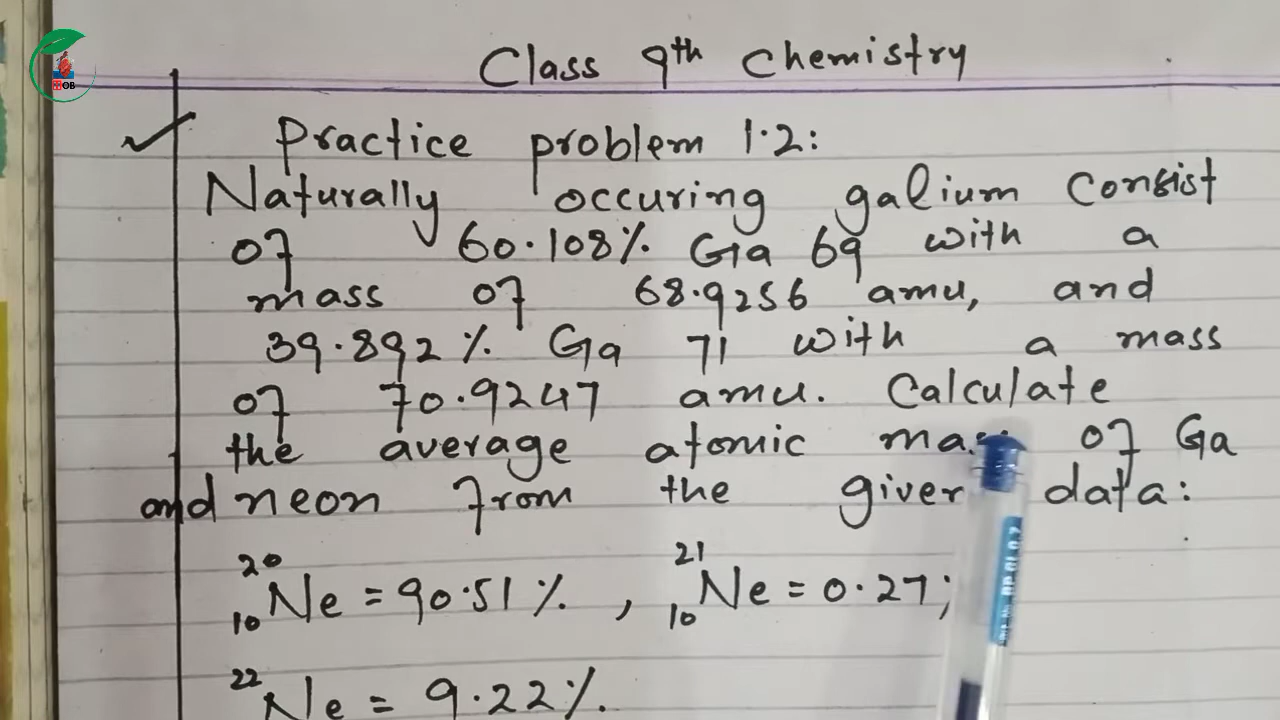 Class 9th Chemistry
Practice problem 1.2:
Naturally occuring galium Consist
of 60.108% Ga 69 with a
mass of 68.9256 amu, and
39.892% Ga 71 with a mass
of 70.9247 amu. Calculate
the average atomic of Ga
and neon from the given data:
²⁰₁₀Ne = 90.51%, ²¹₁₀Ne = 0.27;
²²Ne = 9.22%.
OB